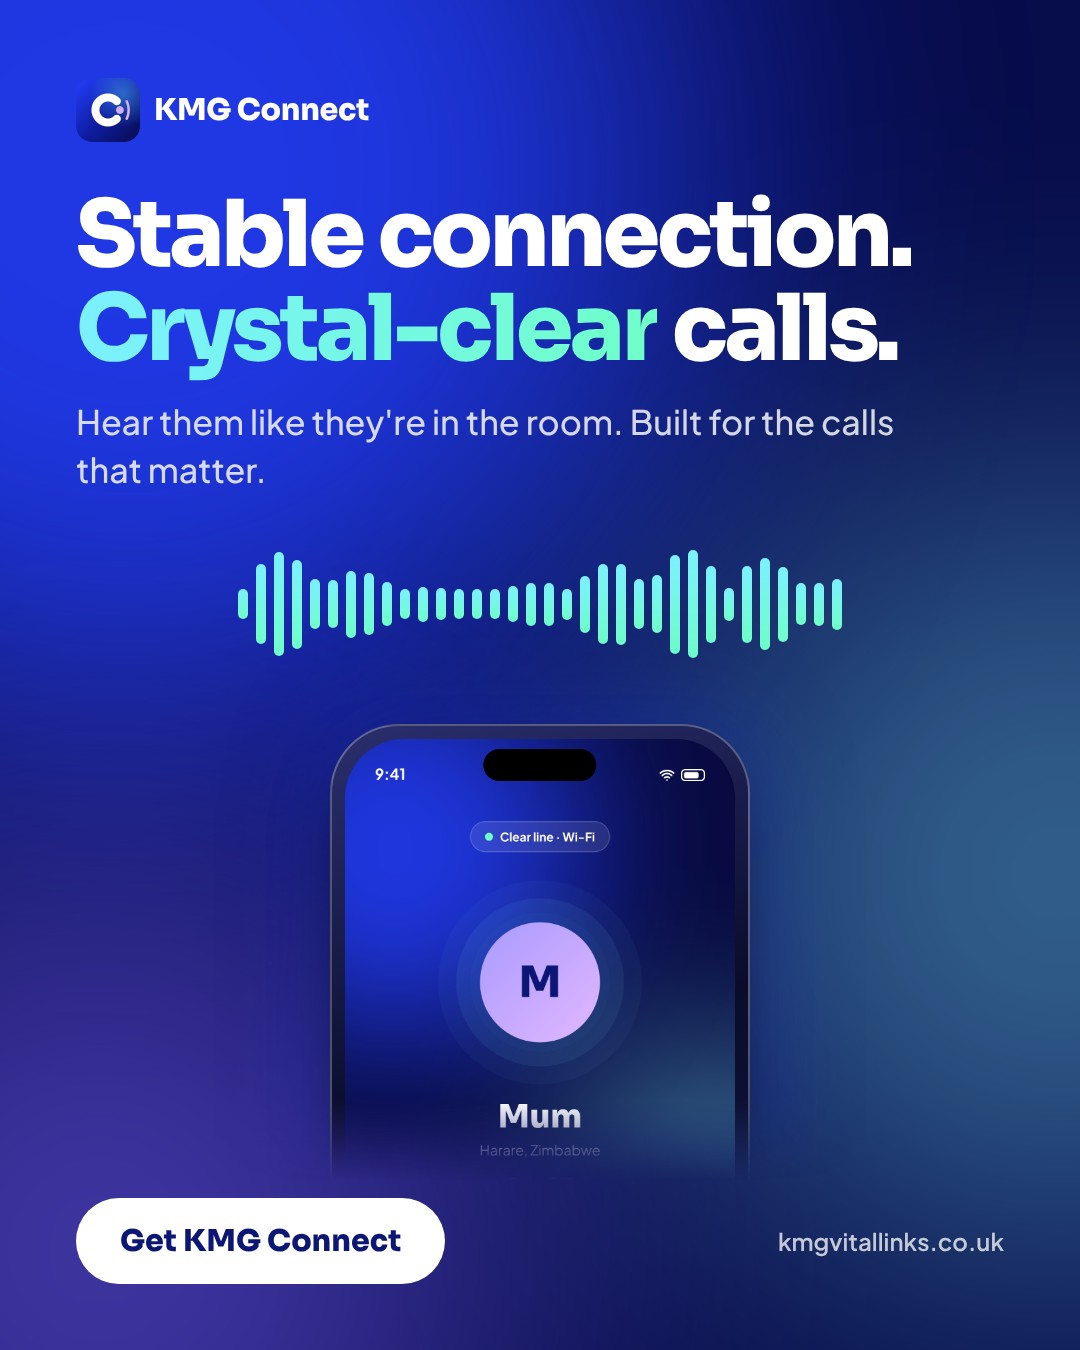 KMG Connect
Stable connection.
Crystal-clear calls.
Hear them like they're in the room. Built for the calls
that matter.
9:41
Clear line · Wi-Fi
M
Mum
Harare, Zimbabwe
Get KMG Connect
kmgvitallinks.co.uk